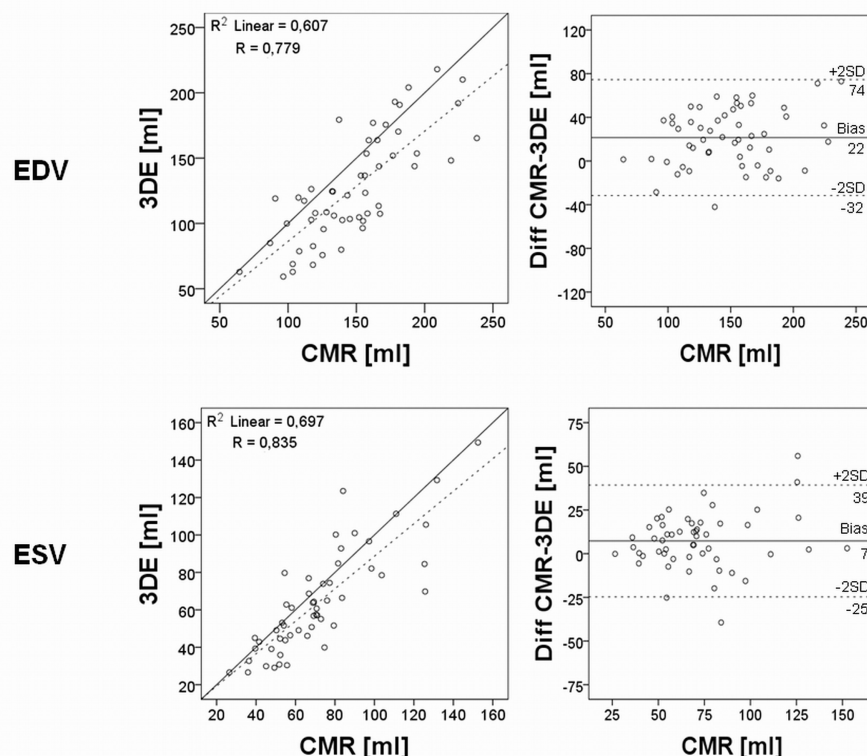 EDV
R² Linear = 0,607
R = 0,779
3DE [ml]
250
200
150
100
50
50 100 150 200 250
CMR [ml]
Diff CMR-3DE [ml]
120
80
40
0
-40
-80
-120
+2SD
74
Bias
22
-2SD
-32
50 100 150 200
CMR [ml]
ESV
R² Linear = 0,697
R = 0,835
3DE [ml]
160
140
120
100
80
60
40
20
20 40 60 80 100 120 140 160
CMR [ml]
Diff CMR-3DE [ml]
75
50
25
0
-25
-50
-75
+2SD
39
Bias
7
-2SD
-25
25 50 75 100 125 150
CMR [ml]